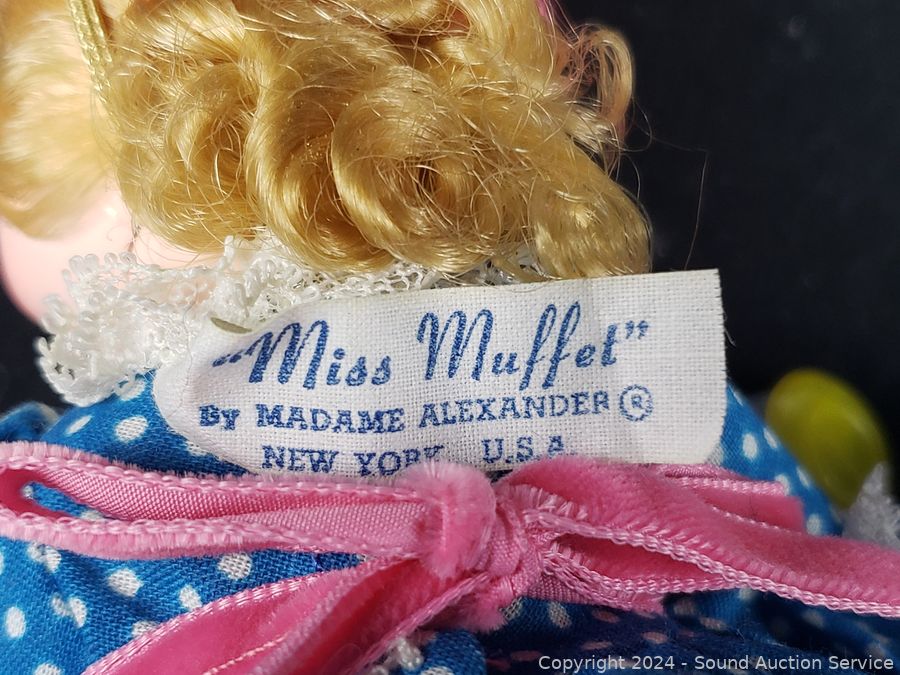 "Miss Muffet"
By MADAME ALEXANDER ®
NEW YORK U.S.A.
Copyright 2024 - Sound Auction Service